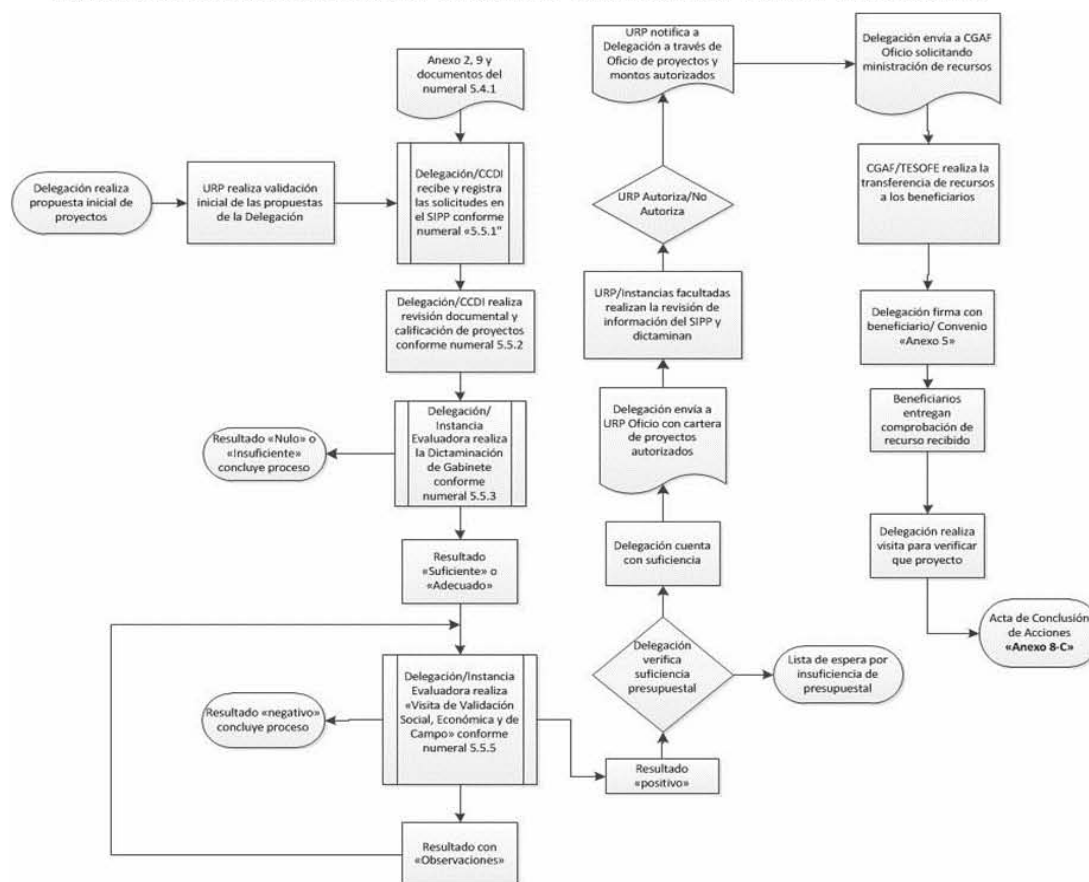 Delegación realiza
propuesta inicial de
proyectos
URP realiza validación
inicial de las propuestas
de la Delegación
Anexo 2, 9 y
documentos del
numeral 5.4.1
Delegación/CCDI
recibe y registra
las solicitudes en
el SIPP conforme
numeral «5.5.1"
Delegación/CCDI realiza
revisión documental y
calificación de proyectos
conforme numeral 5.5.2
Delegación/
Instancia
Evaluadora realiza
la Dictaminación
de Gabinete
conforme
numeral 5.5.3
Resultado «Nulo» o
«Insuficiente»
concluye proceso
Resultado
«Suficiente» o
«Adecuado»
Delegación/Instancia
Evaluadora realiza
«Visita de Validación
Social, Económica y de
Campo» conforme
numeral 5.5.5
Resultado «negativo»
concluye proceso
Resultado con
«Observaciones»
Resultado
«positivo»
Delegación
verifica
suficiencia
presupuestal
Lista de espera por
insuficiencia de
presupuestal
Delegación cuenta
con suficiencia
Delegación envía a
URP Oficio con cartera
de proyectos
autorizados
URP/Instancias facultadas
realizan la revisión de
información del SIPP y
dictaminan
URP Autoriza/No
Autoriza
URP notifica a
Delegación a través de
Oficio de proyectos y
montos autorizados
Delegación envía a CGAF
Oficio solicitando
ministración de recursos
CGAF/TESOFE realiza la
transferencia de recursos
a los beneficiarios
Delegación firma con
beneficiario/ Convenio
«Anexo 5»
Beneficiarios
entregan
comprobación de
recurso recibido
Delegación realiza
visita para verificar
que proyecto
Acta de Conclusión
de Acciones
«Anexo 8-C»